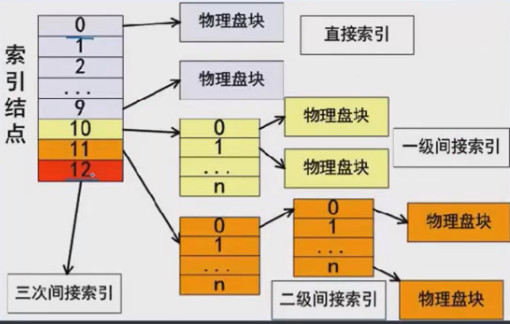 索引结点
0
1
2
...
9
10
11
12
物理盘块
物理盘块
直接索引
0
1
...
n
物理盘块
物理盘块
一级间接索引
0
1
...
n
0
1
...
n
物理盘块
物理盘块
三次间接索引
二级间接索引